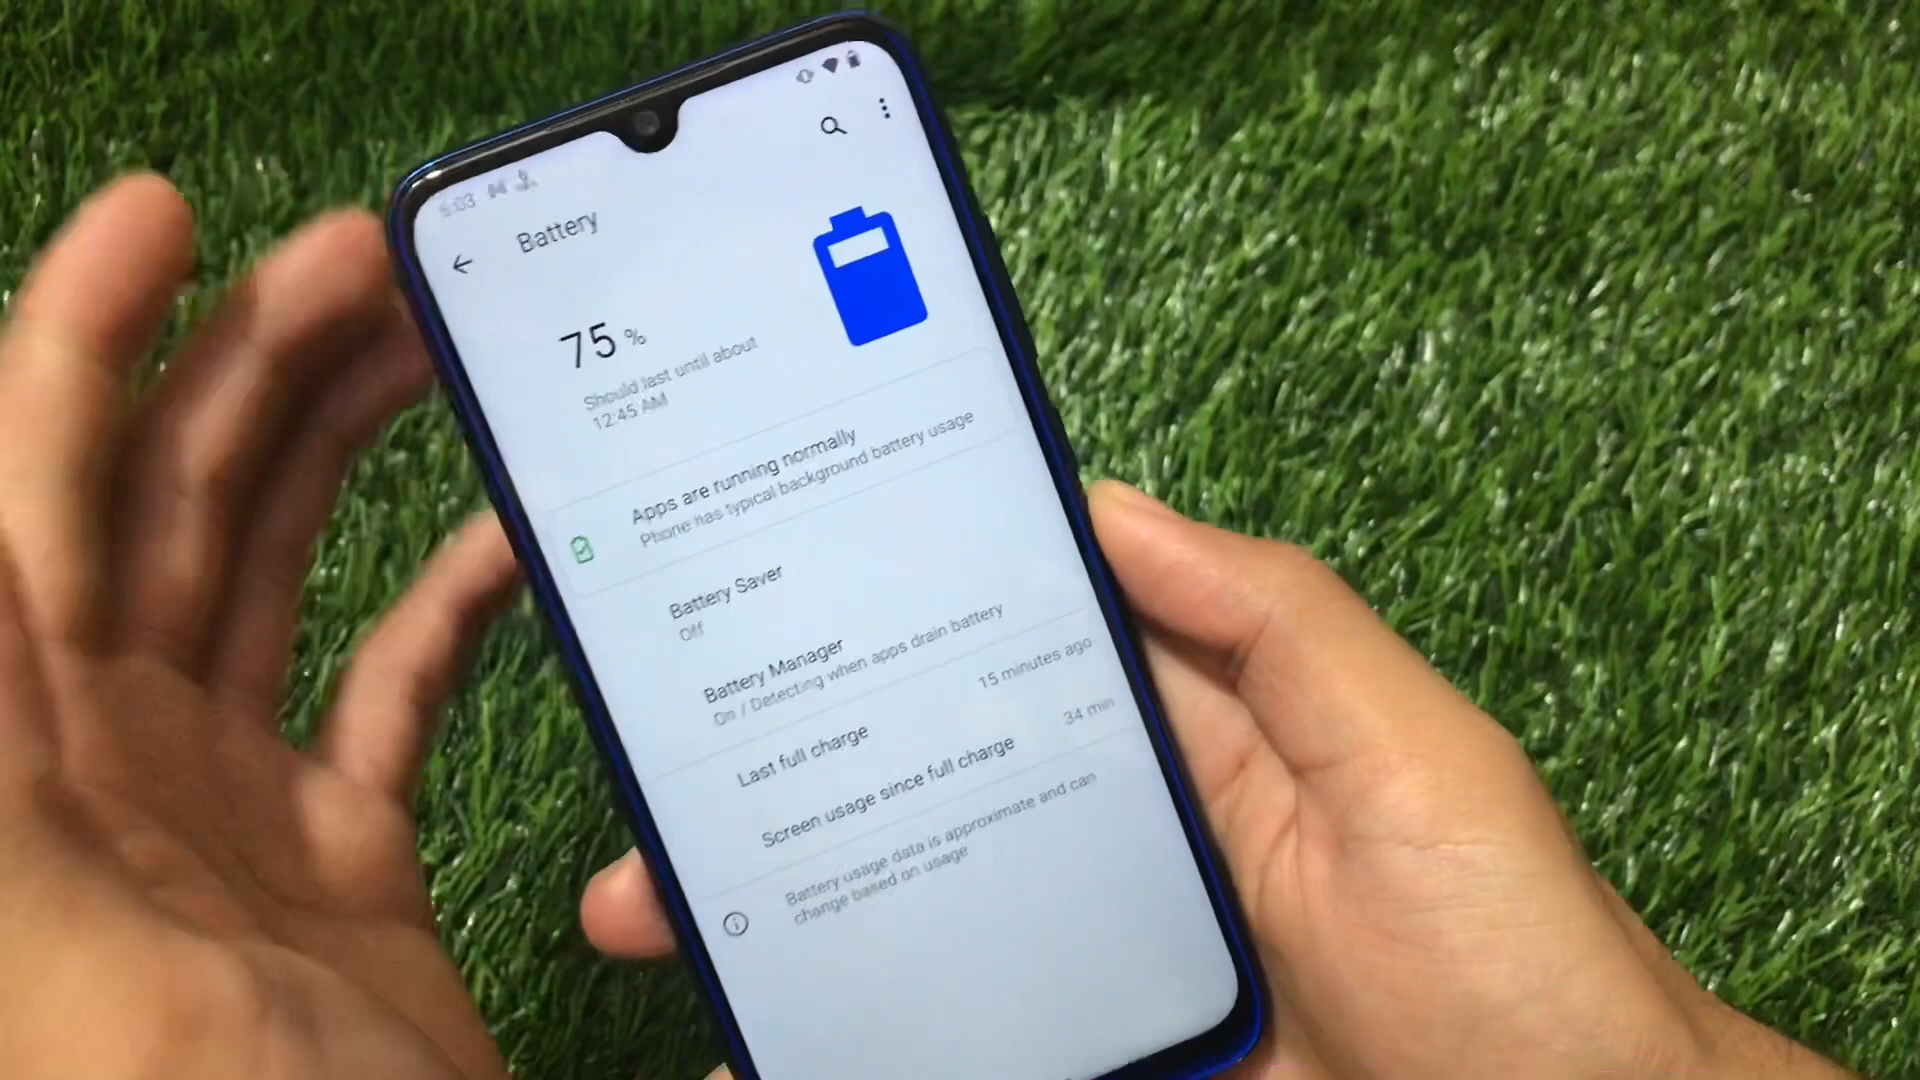 6:03
Battery
75 %
Should last until about
12:45 AM
Apps are running normally
Phone has typical background battery usage
Battery Saver
Off
Battery Manager
On / Detecting when apps drain battery
Last full charge
15 minutes ago
Screen usage since full charge
34 min
Battery usage data is approximate and can
change based on usage